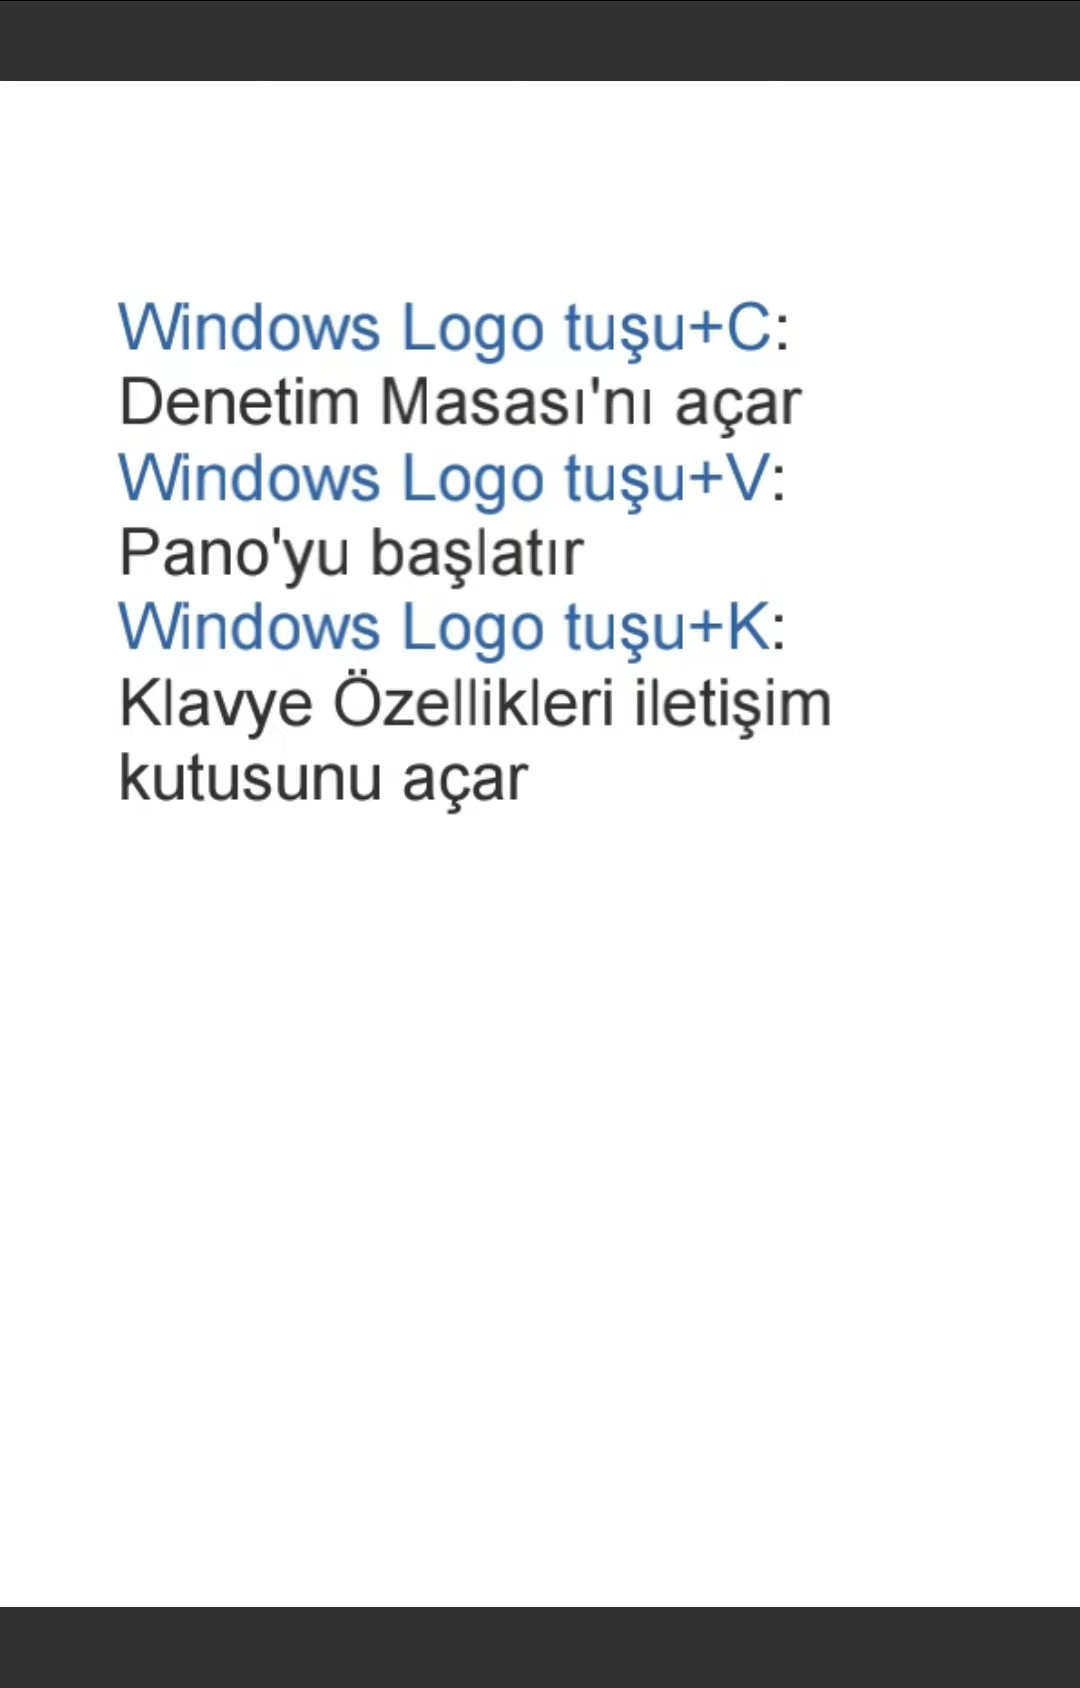 Windows Logo tuşu+C:
Denetim Masası'nı açar
Windows Logo tuşu+V:
Pano'yu başlatır
Windows Logo tuşu+K:
Klavye Özellikleri iletişim
kutusunu açar